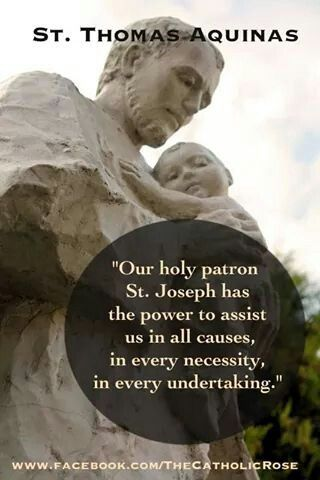 St. Thomas Aquinas
"Our holy patron
St. Joseph has
the power to assist
us in all causes,
in every necessity,
in every undertaking."
www.facebook.com/TheCatholicRose